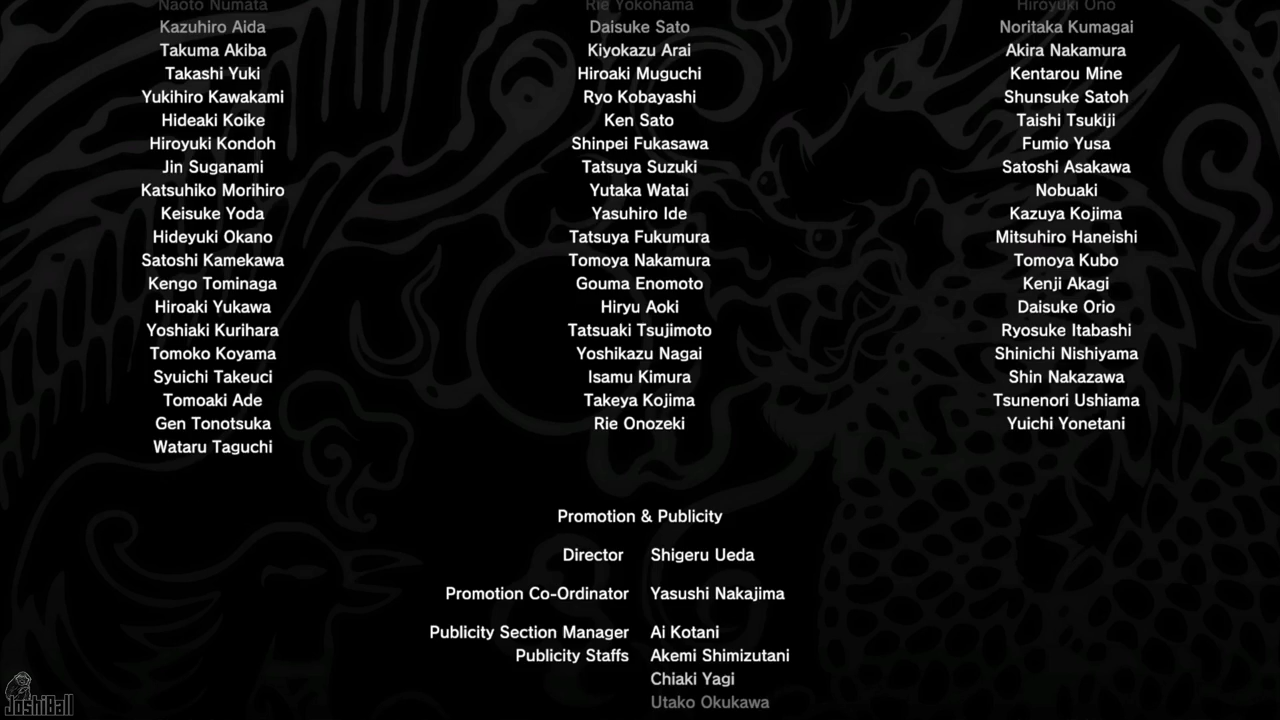 Naoto Numata Rie Yokohama Hiroyuki Ono
Kazuhiro Aida Daisuke Sato Noritaka Kumagai
Takuma Akiba Kiyokazu Arai Akira Nakamura
Takashi Yuki Hiroaki Muguchi Kentarou Mine
Yukihiro Kawakami Ryo Kobayashi Shunsuke Satoh
Hideaki Koike Ken Sato Taishi Tsukiji
Hiroyuki Kondoh Shinpei Fukasawa Fumio Yusa
Jin Suganami Tatsuya Suzuki Satoshi Asakawa
Katsuhiko Morihiro Yutaka Watai Nobuaki
Keisuke Yoda Yasuhiro Ide Kazuya Kojima
Hideyuki Okano Tatsuya Fukumura Mitsuhiro Haneishi
Satoshi Kamekawa Tomoya Nakamura Tomoya Kubo
Kengo Tominaga Gouma Enomoto Kenji Akagi
Hiroaki Yukawa Hiryu Aoki Daisuke Orio
Yoshiaki Kurihara Tatsuaki Tsujimoto Ryosuke Itabashi
Tomoko Koyama Yoshikazu Nagai Shinichi Nishiyama
Syuichi Takeuci Isamu Kimura Shin Nakazawa
Tomoaki Ade Takeya Kojima Tsunenori Ushiama
Gen Tonotsuka Rie Onozeki Yuichi Yonetani
Wataru Taguchi
Promotion & Publicity
Director Shigeru Ueda
Promotion Co-Ordinator Yasushi Nakajima
Publicity Section Manager Ai Kotani
Publicity Staffs Akemi Shimizutani
Chiaki Yagi
Utako Okukawa
JoshiBall